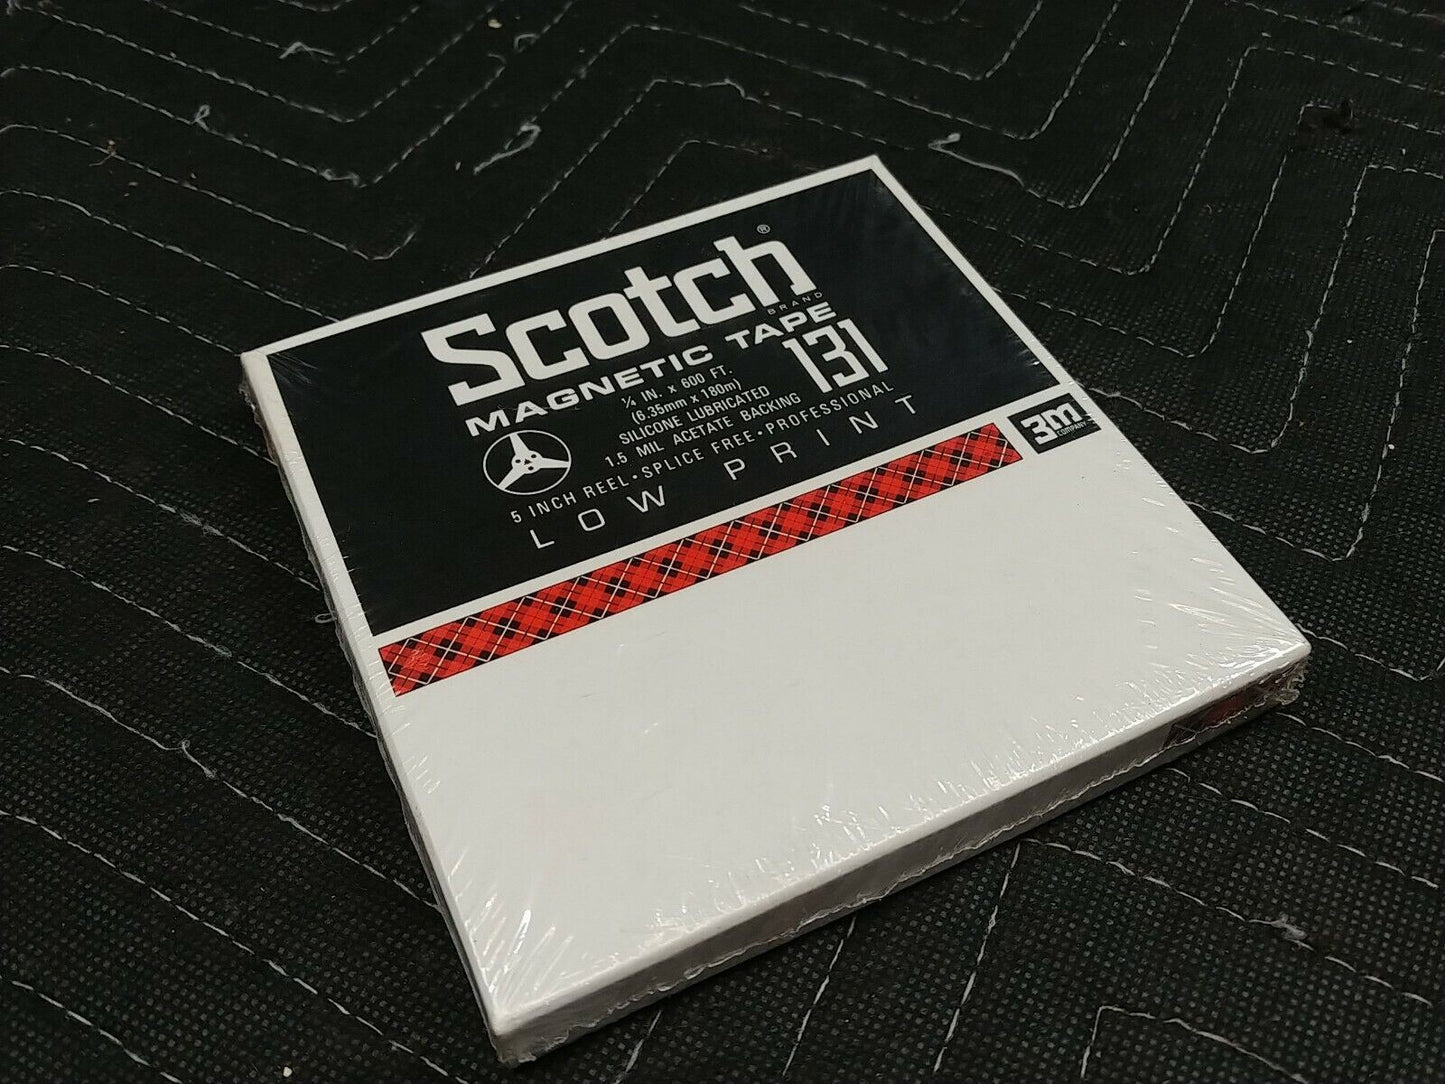 Scotch®
BRAND
MAGNETIC TAPE
¼ IN. x 600 FT.
(6.35mm x 180m)
131
SILICONE LUBRICATED
1.5 MIL ACETATE BACKING
5 INCH REEL•SPLICE FREE•PROFESSIONAL
LOW PRINT
3M
COMPANY